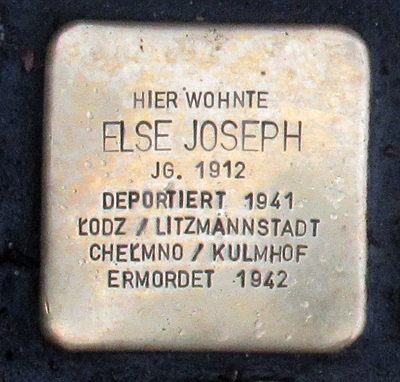 HIER WOHNTE
ELSE JOSEPH
JG. 1912
DEPORTIERT 1941
ŁODZ / LITZMANNSTADT
CHEŁMNO / KULMHOF
ERMORDET 1942